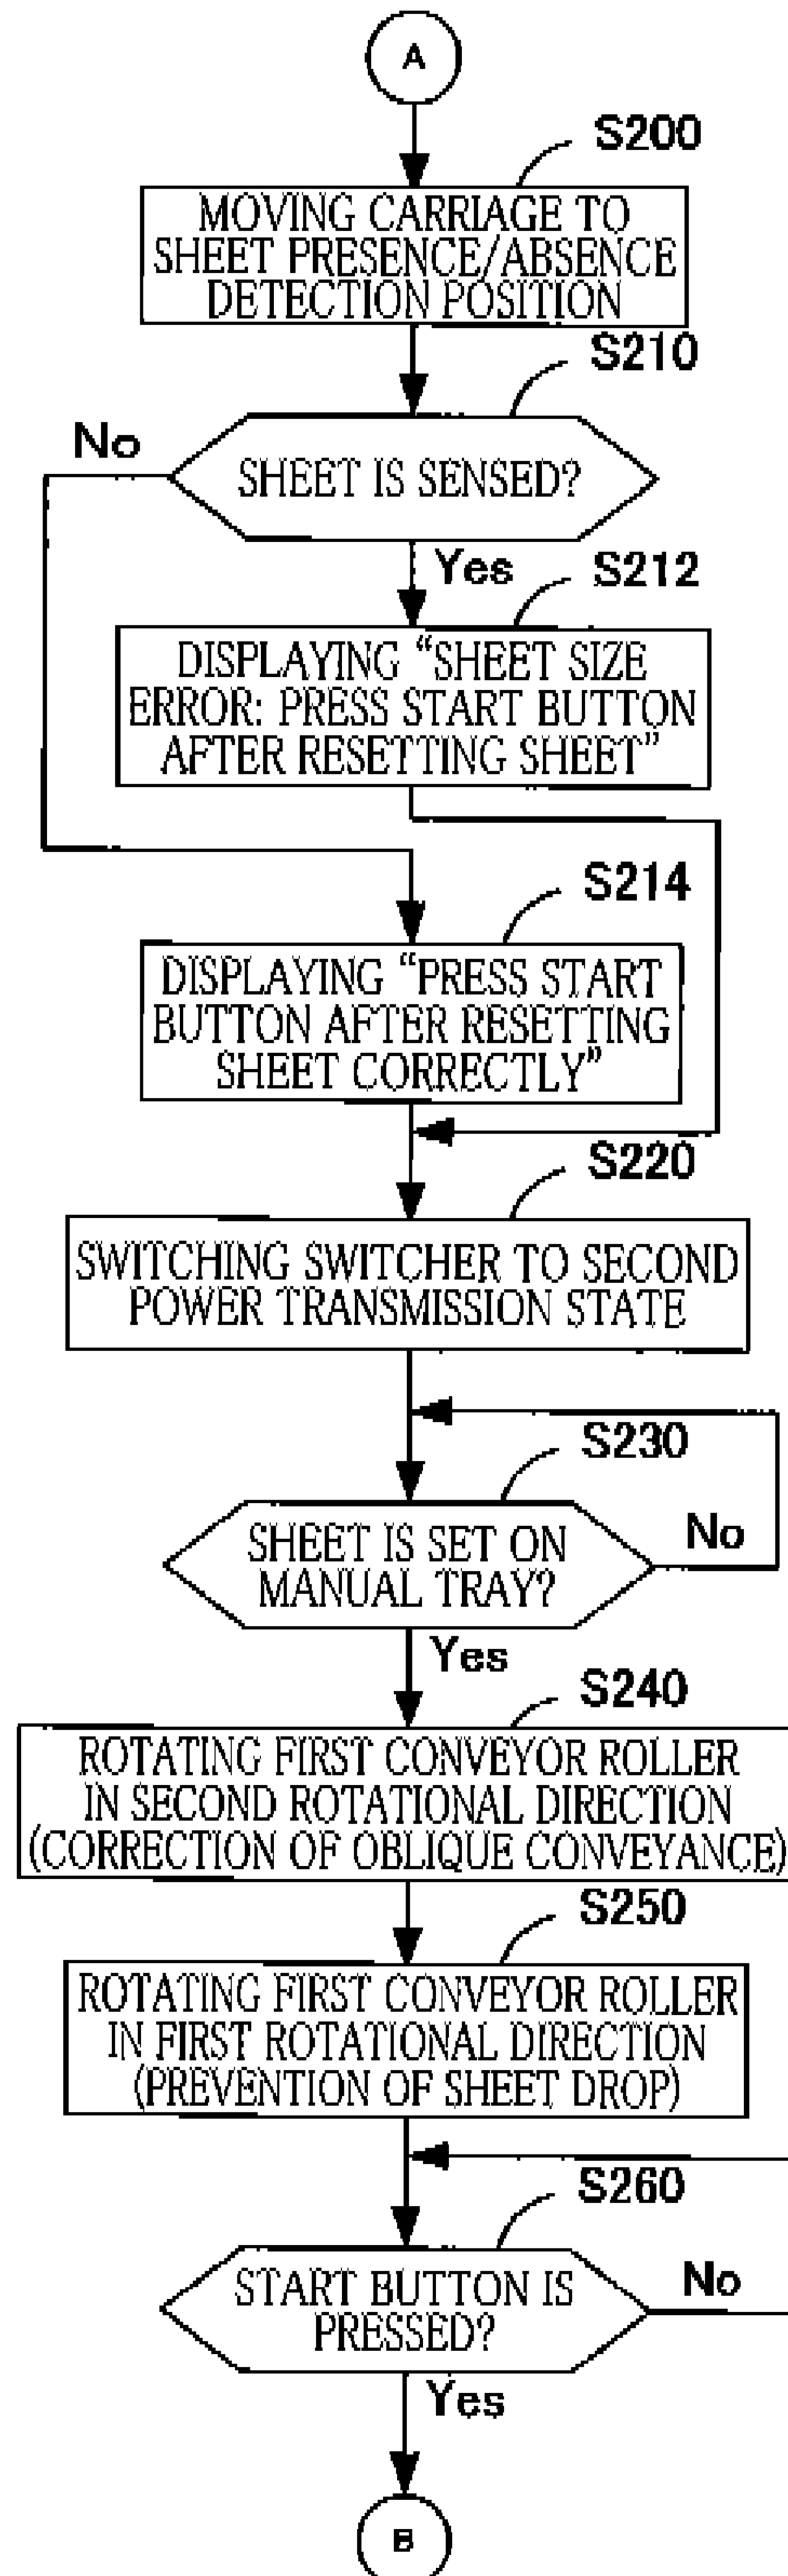 A
S200
MOVING CARRIAGE TO
SHEET PRESENCE/ABSENCE
DETECTION POSITION
S210
No
SHEET IS SENSED?
Yes
S212
DISPLAYING “SHEET SIZE
ERROR: PRESS START BUTTON
AFTER RESETTING SHEET”
S214
DISPLAYING “PRESS START
BUTTON AFTER RESETTING
SHEET CORRECTLY”
S220
SWITCHING SWITCHER TO SECOND
POWER TRANSMISSION STATE
S230
SHEET IS SET ON
MANUAL TRAY?
No
Yes
S240
ROTATING FIRST CONVEYOR ROLLER
IN SECOND ROTATIONAL DIRECTION
(CORRECTION OF OBLIQUE CONVEYANCE)
S250
ROTATING FIRST CONVEYOR ROLLER
IN FIRST ROTATIONAL DIRECTION
(PREVENTION OF SHEET DROP)
S260
START BUTTON IS
PRESSED?
No
Yes
B